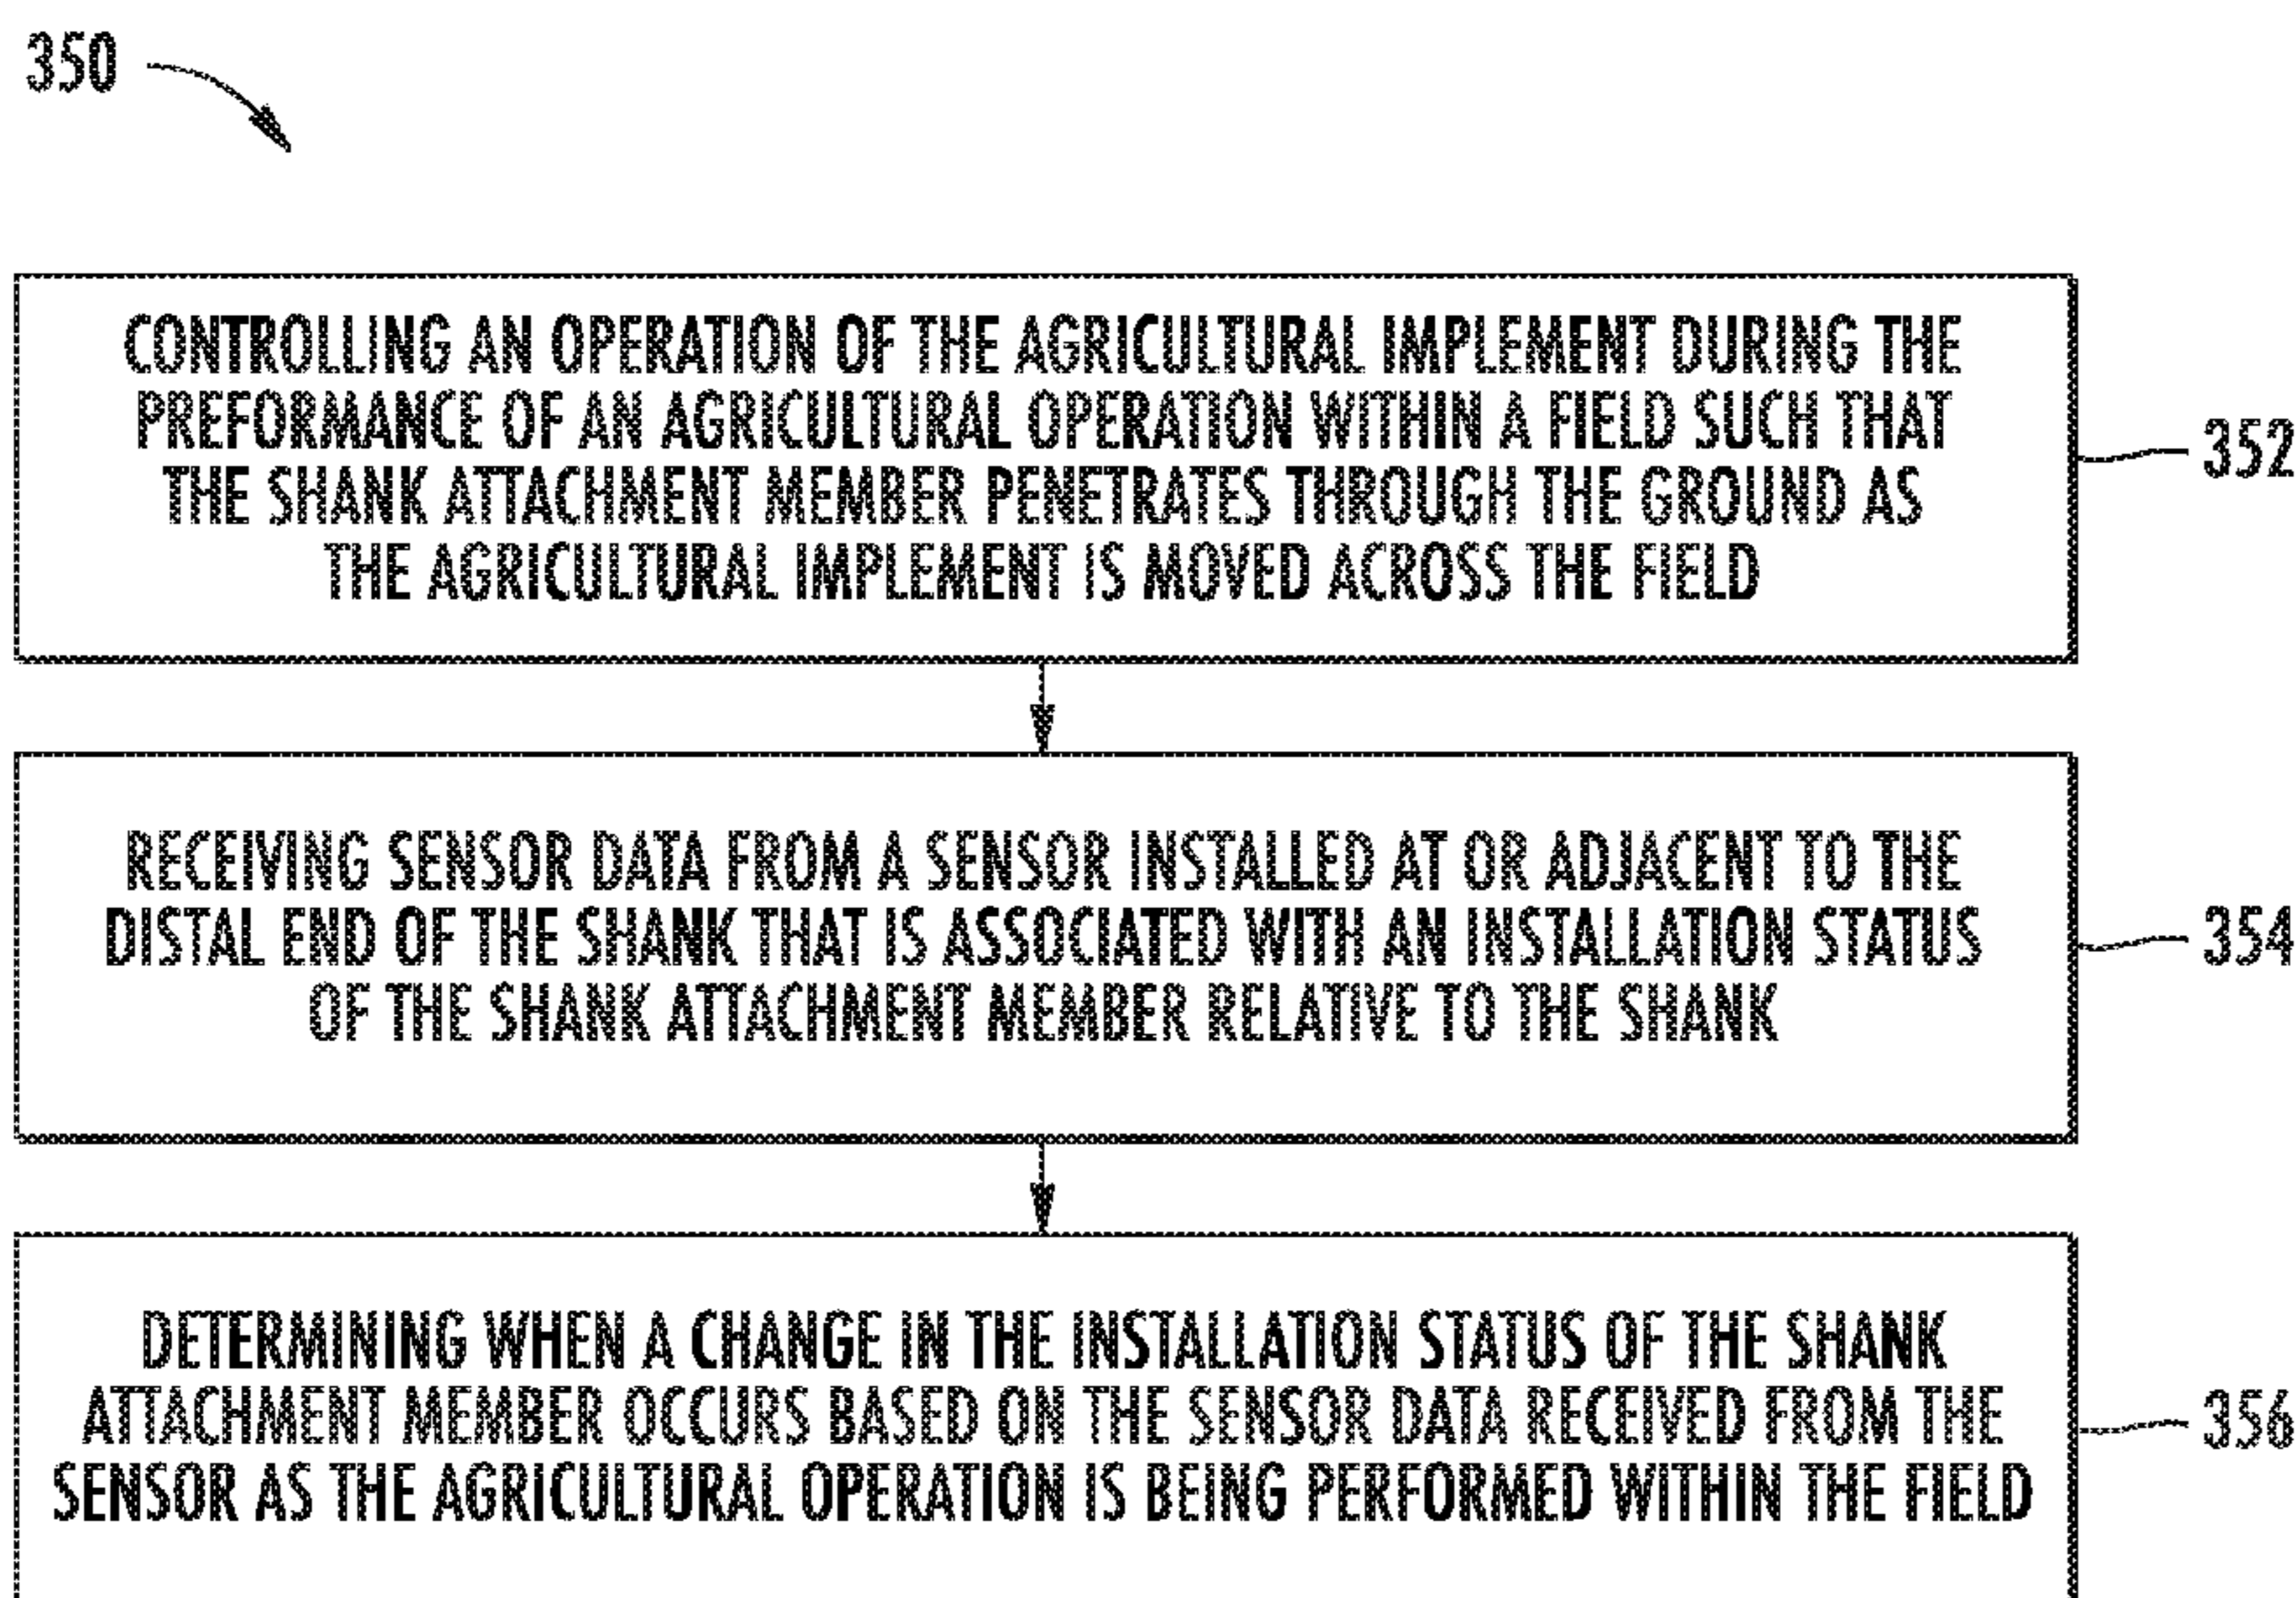 350
CONTROLLING AN OPERATION OF THE AGRICULTURAL IMPLEMENT DURING THE
PREFORMANCE OF AN AGRICULTURAL OPERATION WITHIN A FIELD SUCH THAT
THE SHANK ATTACHMENT MEMBER PENETRATES THROUGH THE GROUND AS
THE AGRICULTURAL IMPLEMENT IS MOVED ACROSS THE FIELD
352
RECEIVING SENSOR DATA FROM A SENSOR INSTALLED AT OR ADJACENT TO THE
DISTAL END OF THE SHANK THAT IS ASSOCIATED WITH AN INSTALLATION STATUS
OF THE SHANK ATTACHMENT MEMBER RELATIVE TO THE SHANK
354
DETERMINING WHEN A CHANGE IN THE INSTALLATION STATUS OF THE SHANK
ATTACHMENT MEMBER OCCURS BASED ON THE SENSOR DATA RECEIVED FROM THE
SENSOR AS THE AGRICULTURAL OPERATION IS BEING PERFORMED WITHIN THE FIELD
356